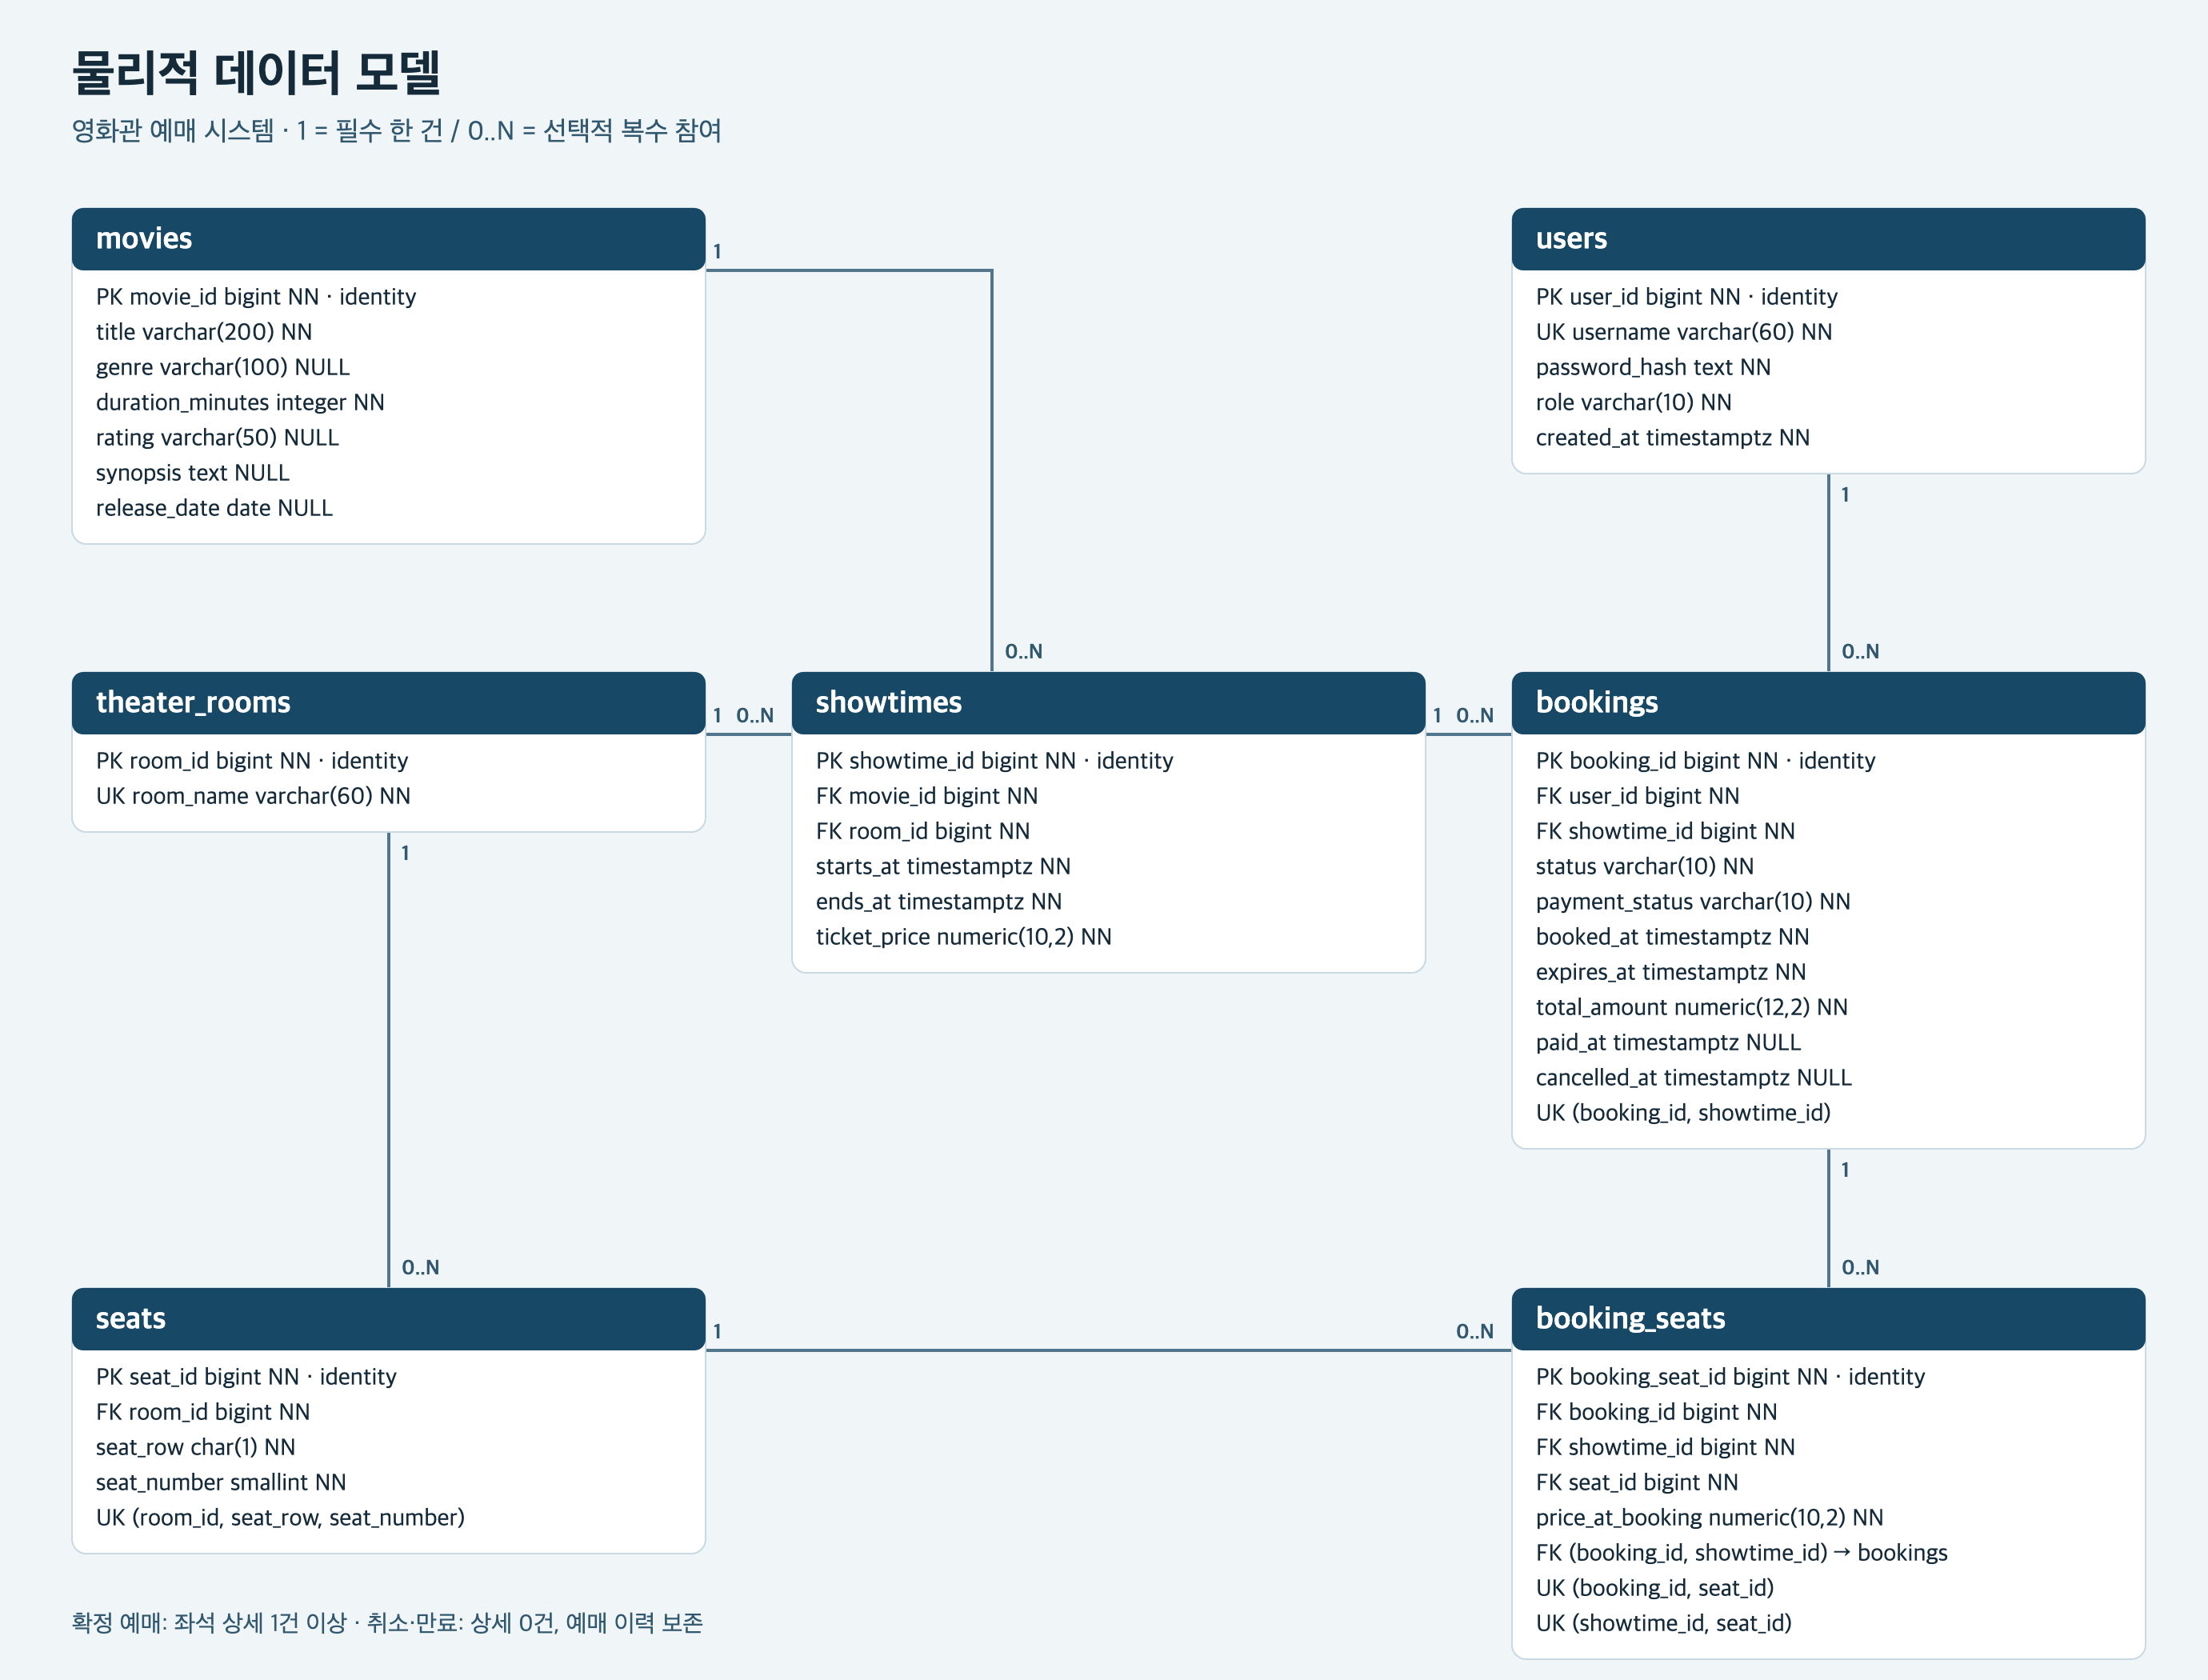 물리적 데이터 모델
영화관 예매 시스템 · 1 = 필수 한 건 / 0..N = 선택적 복수 참여
movies
PK movie_id bigint NN · identity
title varchar(200) NN
genre varchar(100) NULL
duration_minutes integer NN
rating varchar(50) NULL
synopsis text NULL
release_date date NULL
1
0..N
users
PK user_id bigint NN · identity
UK username varchar(60) NN
password_hash text NN
role varchar(10) NN
created_at timestamptz NN
1
0..N
theater_rooms
PK room_id bigint NN · identity
UK room_name varchar(60) NN
1 0..N
1
0..N
showtimes
PK showtime_id bigint NN · identity
FK movie_id bigint NN
FK room_id bigint NN
starts_at timestamptz NN
ends_at timestamptz NN
ticket_price numeric(10,2) NN
1 0..N
bookings
PK booking_id bigint NN · identity
FK user_id bigint NN
FK showtime_id bigint NN
status varchar(10) NN
payment_status varchar(10) NN
booked_at timestamptz NN
expires_at timestamptz NN
total_amount numeric(12,2) NN
paid_at timestamptz NULL
cancelled_at timestamptz NULL
UK (booking_id, showtime_id)
1
0..N
seats
PK seat_id bigint NN · identity
FK room_id bigint NN
seat_row char(1) NN
seat_number smallint NN
UK (room_id, seat_row, seat_number)
1
0..N
booking_seats
PK booking_seat_id bigint NN · identity
FK booking_id bigint NN
FK showtime_id bigint NN
FK seat_id bigint NN
price_at_booking numeric(10,2) NN
FK (booking_id, showtime_id) → bookings
UK (booking_id, seat_id)
UK (showtime_id, seat_id)
확정 예매: 좌석 상세 1건 이상 · 취소·만료: 상세 0건, 예매 이력 보존